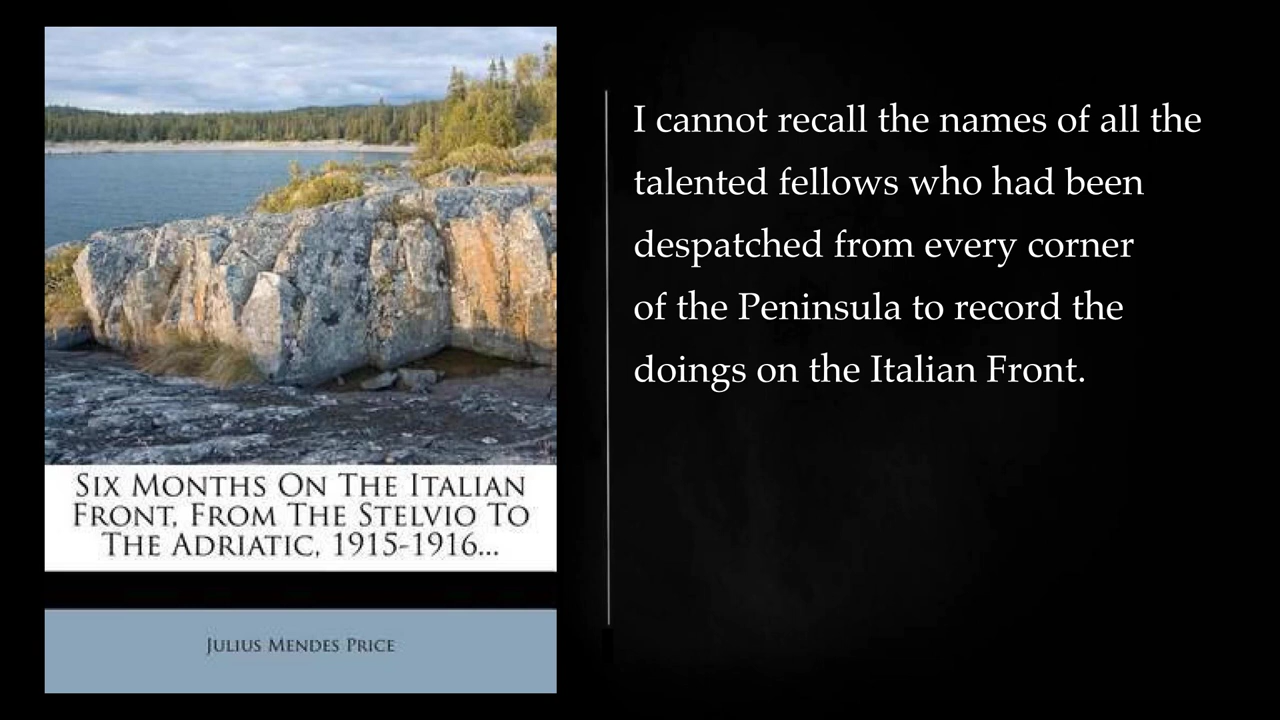 Six Months On The Italian
Front, From The Stelvio To
The Adriatic, 1915-1916...
Julius Mendes Price
I cannot recall the names of all the
talented fellows who had been
despatched from every corner
of the Peninsula to record the
doings on the Italian Front.